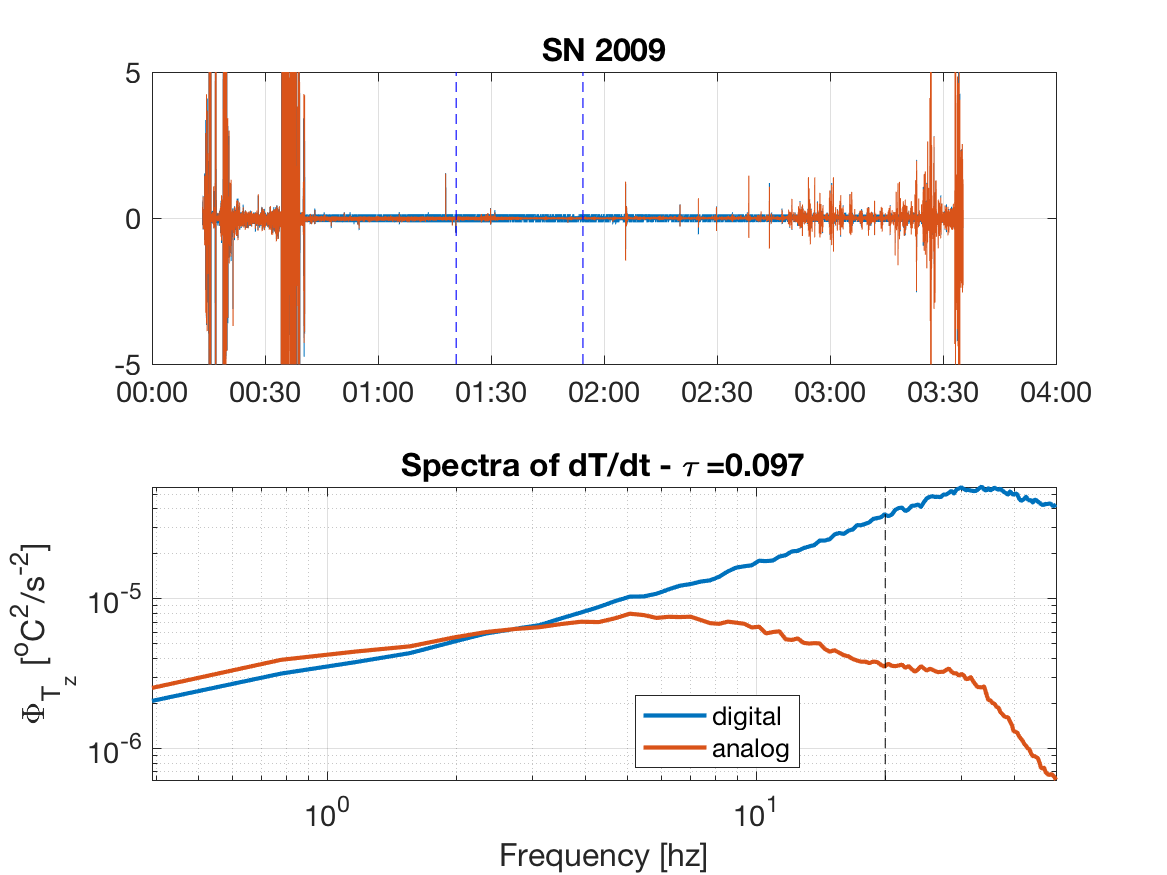 SN 2009
5
0
-5
00:00 00:30 01:00 01:30 02:00 02:30 03:00 03:30 04:00
Spectra of dT/dt - τ =0.097
Φ_{T_z} [°C²/s⁻²]
10⁻⁵
10⁻⁶
digital
analog
10⁰ 10¹
Frequency [hz]